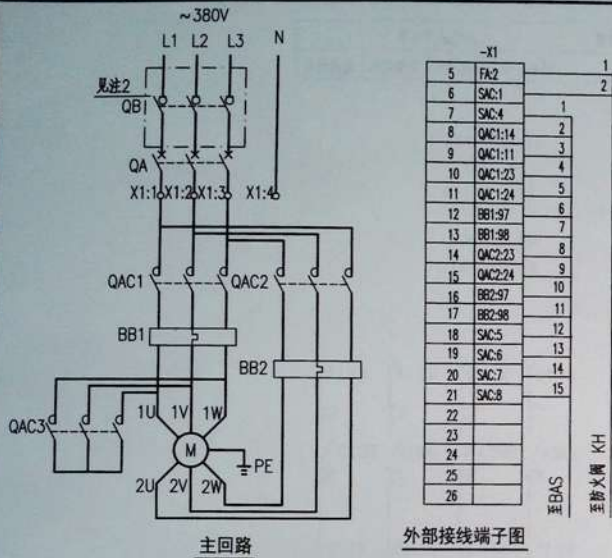 ~380V
L1 L2 L3 N
见注2
QB
QA
X1:1 X1:2 X1:3 X1:4
QAC1 QAC2
BB1
BB2
QAC3
1U 1V 1W
M
PE
2U 2V 2W
主回路
-X1
5 FA:2 1
6 SAC:1 2
7 SAC:4 1
8 QAC1:14 2
9 QAC1:11 3
10 QAC1:23 4
11 QAC1:24 5
12 BB1:97 6
13 BB1:98 7
14 QAC2:23 8
15 QAC2:24 9
16 BB2:97 10
17 BB2:98 11
18 SAC:5 12
19 SAC:6 13
20 SAC:7 14
21 SAC:8 15
22
23
24
25
26
至BAS
至防火阀 KH
外部接线端子图